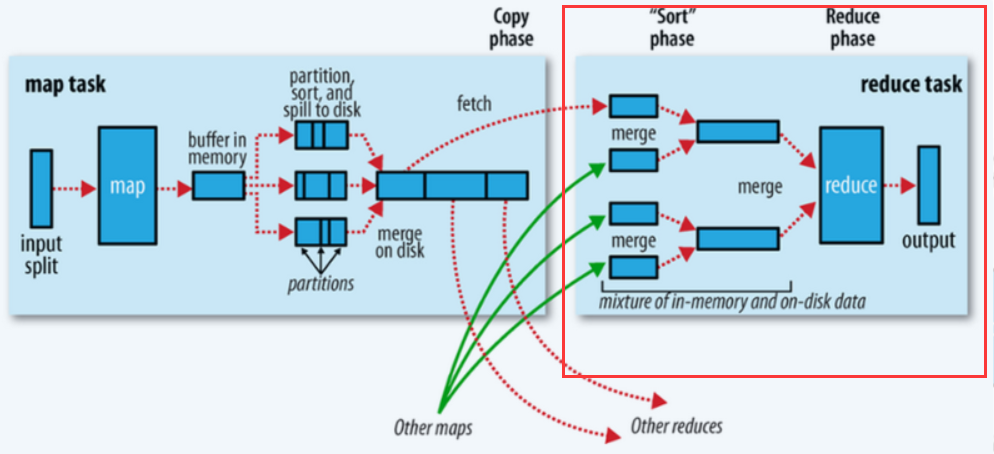 Copy
phase
“Sort”
phase
Reduce
phase
map task
reduce task
partition,
sort, and
spill to disk
fetch
buffer in
memory
merge
map
merge
reduce
merge
on disk
merge
input
split
output
partitions
mixture of in-memory and on-disk data
Other maps
Other reduces